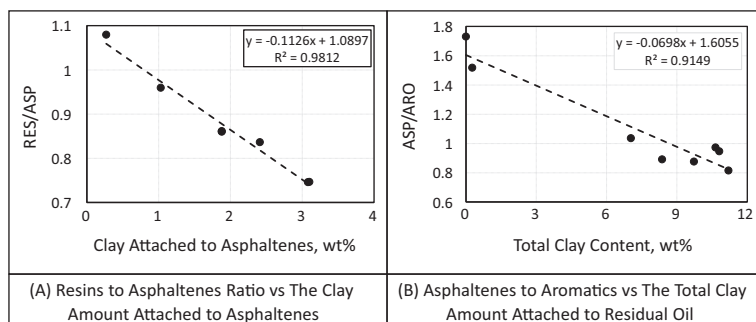 y = -0.1126x + 1.0897
R² = 0.9812
1.1
1
0.9
0.8
0.7
RES/ASP
0
1
2
3
4
Clay Attached to Asphaltenes, wt%
y = -0.0698x + 1.6055
R² = 0.9149
1.8
1.6
1.4
1.2
1
0.8
0.6
ASP/ARO
0
3
6
9
12
Total Clay Content, wt%
(A) Resins to Asphaltenes Ratio vs The Clay
Amount Attached to Asphaltenes
(B) Asphaltenes to Aromatics vs The Total Clay
Amount Attached to Residual Oil